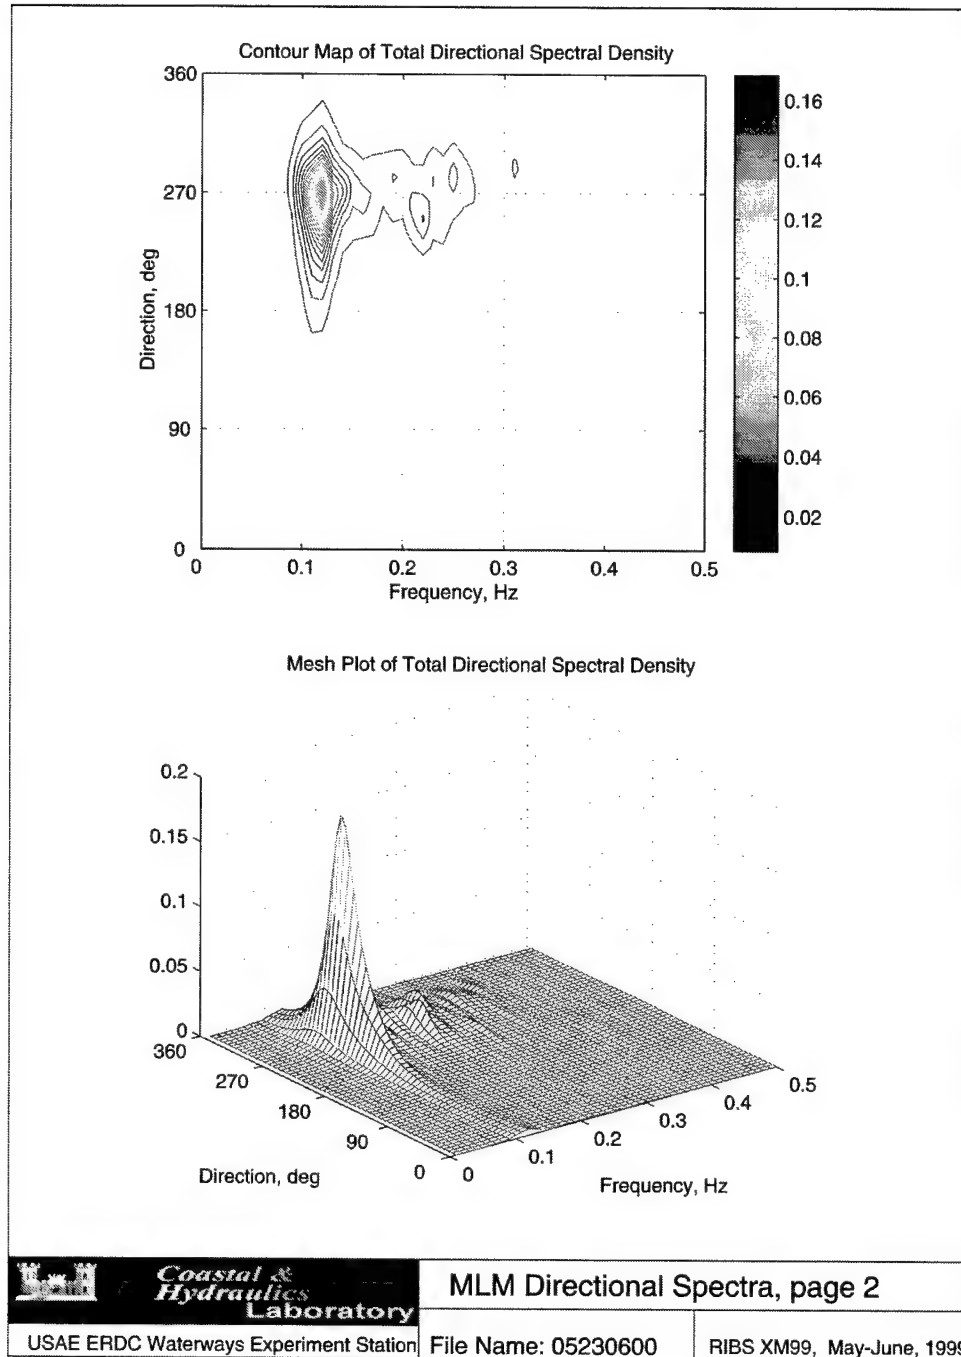 Contour Map of Total Directional Spectral Density
360
270
180
90
0
Direction, deg
0 0.1 0.2 0.3 0.4 0.5
Frequency, Hz
0.16
0.14
0.12
0.1
0.08
0.06
0.04
0.02
Mesh Plot of Total Directional Spectral Density
0.2
0.15
0.1
0.05
0
360
270
180
90
0
Direction, deg
0
0.1
0.2
0.3
0.4
0.5
Frequency, Hz
Coastal &
Hydraulics
Laboratory
USAE ERDC Waterways Experiment Station
MLM Directional Spectra, page 2
File Name: 05230600
RIBS XM99, May-June, 1999